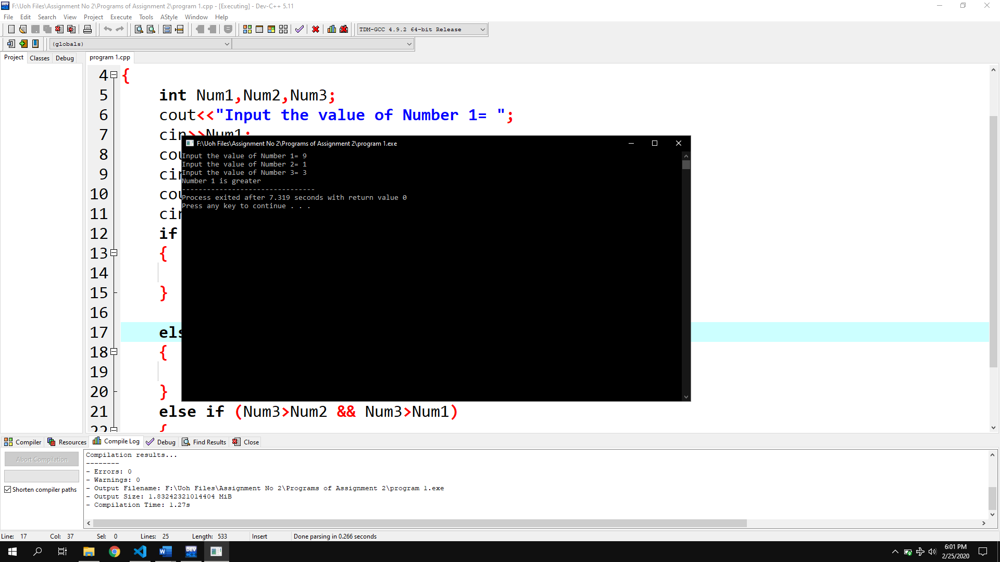 F:\Uoh Files\Assignment No 2\Programs of Assignment 2\program 1.cpp - [Executing] - Dev-C++ 5.11
File Edit Search View Project Execute Tools AStyle Window Help
TDM-GCC 4.9.2 64-bit Release
(globals)
Project Classes Debug program 1.cpp
4 {
5 int Num1,Num2,Num3;
6 cout<<"Input the value of Number 1= ";
7 cin>>Num1;
F:\Uoh Files\Assignment No 2\Programs of Assignment 2\program 1.exe
8 cou
Input the value of Number 1= 9
Input the value of Number 2= 1
9 cin
Input the value of Number 3= 3
Number 1 is greater
--------------------------------
10 cou
Process exited after 7.319 seconds with return value 0
Press any key to continue . . .
11 cin
12 if
13 {
14
15 }
16
17 els
18 {
19
20 }
21 else if (Num3>Num2 && Num3>Num1)
22 {
Compiler Resources Compile Log Debug Find Results Close
Abort Compilation
Shorten compiler paths
Compilation results...
--------
- Errors: 0
- Warnings: 0
- Output Filename: F:\Uoh Files\Assignment No 2\Programs of Assignment 2\program 1.exe
- Output Size: 1.83242321014404 MiB
- Compilation Time: 1.27s
Line: 17 Col: 37 Sel: 0 Lines: 25 Length: 533 Insert Done parsing in 0.266 seconds
DEV
6:01 PM
2/25/2020